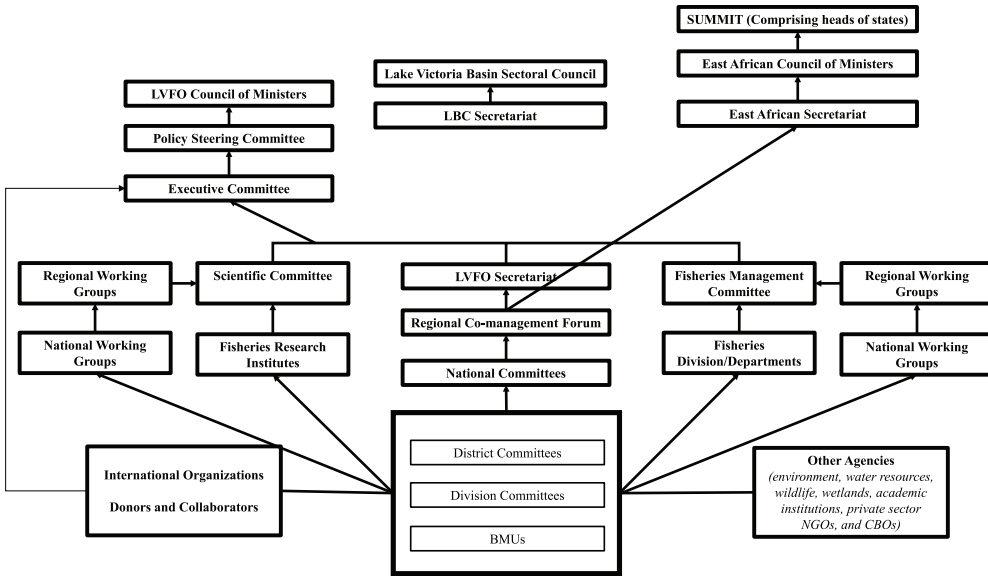 SUMMIT (Comprising heads of states)
East African Council of Ministers
East African Secretariat
Lake Victoria Basin Sectoral Council
LBC Secretariat
LVFO Council of Ministers
Policy Steering Committee
Executive Committee
Regional Working
Groups
Scientific Committee
LVFO Secretariat
Fisheries Management
Committee
Regional Working
Groups
National Working
Groups
Fisheries Research
Institutes
Regional Co-management Forum
National Committees
Fisheries
Division/Departments
National Working
Groups
International Organizations
Donors and Collaborators
District Committees
Division Committees
BMUs
Other Agencies
(environment, water resources,
wildlife, wetlands, academic
institutions, private sector
NGOs, and CBOs)